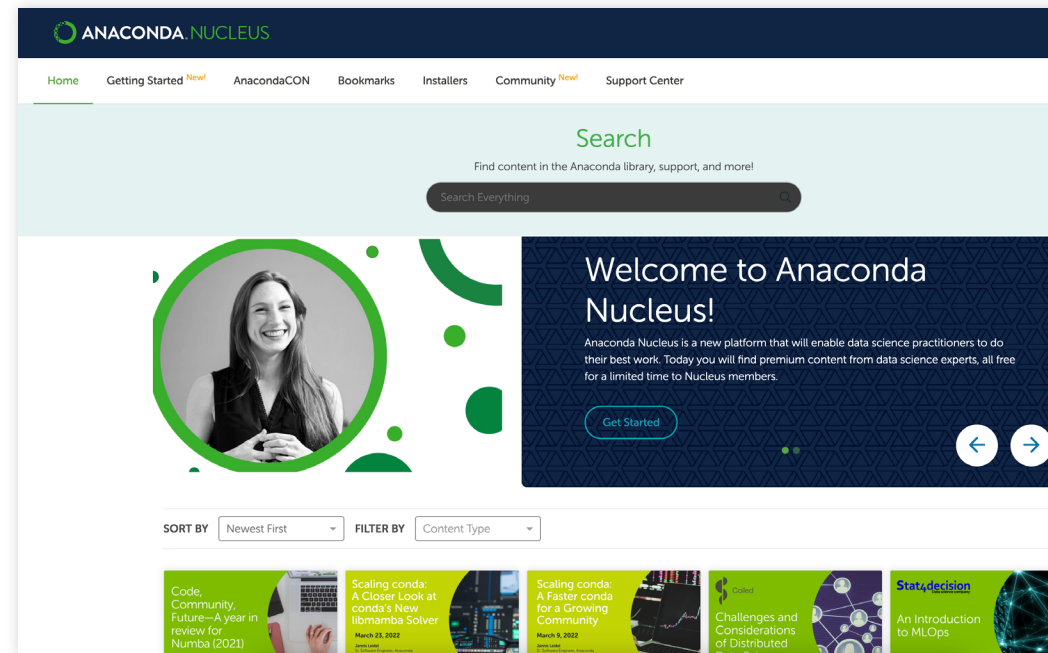 ANACONDA.NUCLEUS
Home Getting Started New! AnacondaCON Bookmarks Installers Community New! Support Center
Search
Find content in the Anaconda library, support, and more!
Search Everything
Welcome to Anaconda
Nucleus!
Anaconda Nucleus is a new platform that will enable data science practitioners to do
their best work. Today you will find premium content from data science experts, all free
for a limited time to Nucleus members.
Get Started
SORT BY Newest First FILTER BY Content Type
Code,
Community,
Future—A year in
review for
Numba (2021)
Scaling conda:
A Closer Look at
conda's New
libmamba Solver
March 23, 2022
Scaling conda:
A Faster conda
for a Growing
Community
March 9, 2022
Coiled
Challenges and
Considerations
of Distributed
Stat4decision
An Introduction
to MLOps